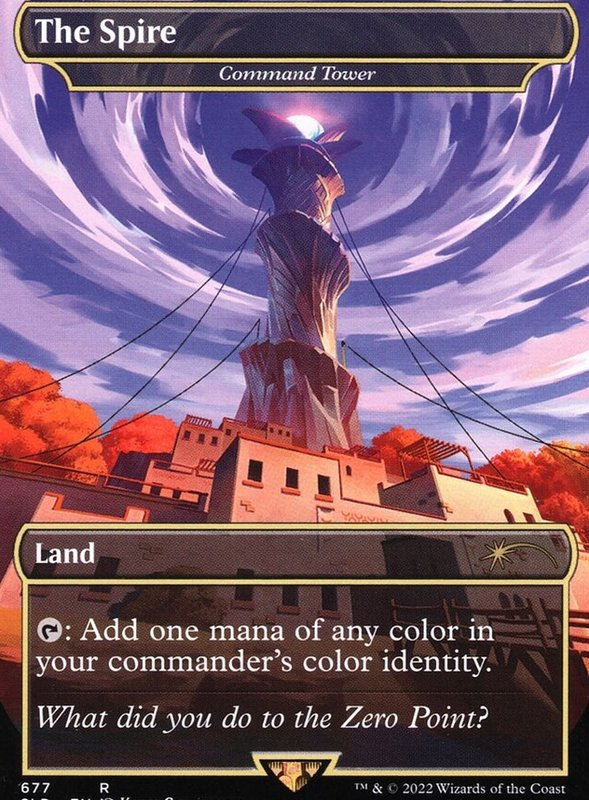 The Spire
Command Tower
Land
: Add one mana of any color in
your commander's color identity.
What did you do to the Zero Point?
677 R
™ & © 2022 Wizards of the Coast